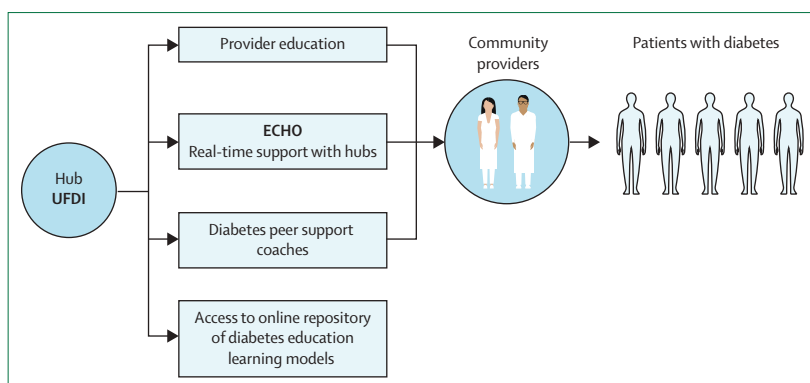 Provider education
Community
providers
Patients with diabetes
ECHO
Real-time support with hubs
Hub
UFDI
Diabetes peer support
coaches
Access to online repository
of diabetes education
learning models